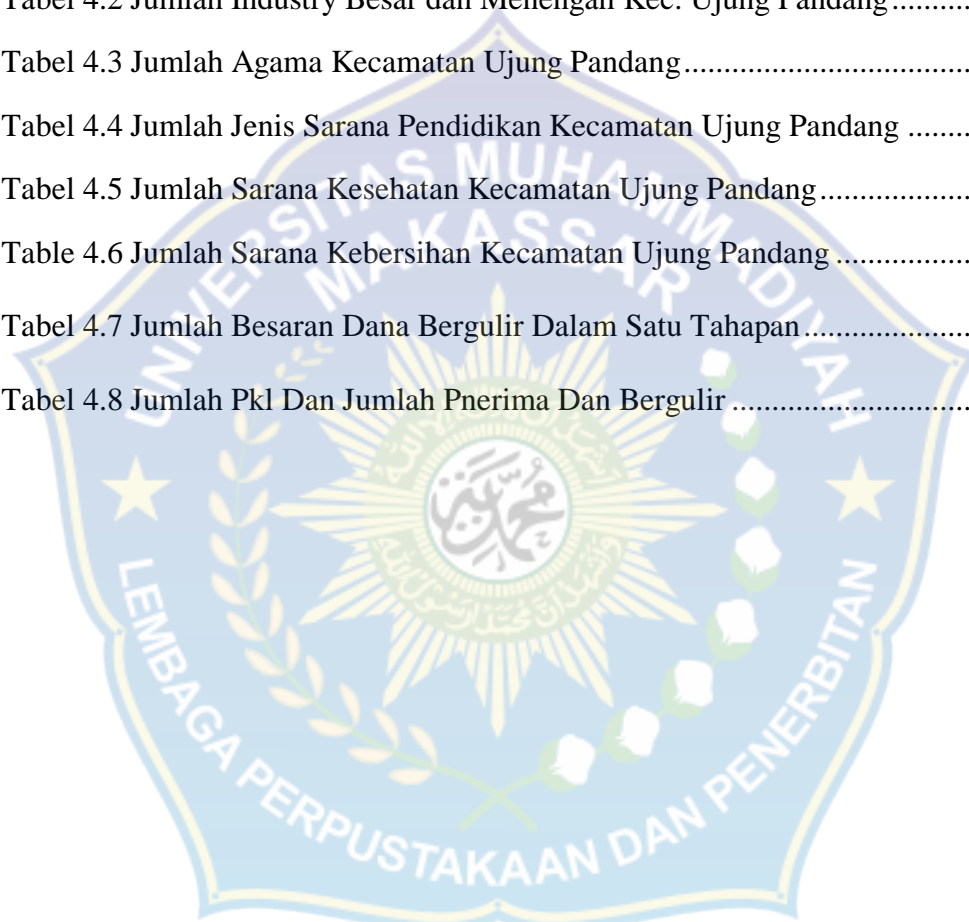 Tabel 4.2 Jumlah Industry Besar dan Menengah Kec. Ujung Pandang..........
Tabel 4.3 Jumlah Agama Kecamatan Ujung Pandang....................................
Tabel 4.4 Jumlah Jenis Sarana Pendidikan Kecamatan Ujung Pandang ........
Tabel 4.5 Jumlah Sarana Kesehatan Kecamatan Ujung Pandang...................
Table 4.6 Jumlah Sarana Kebersihan Kecamatan Ujung Pandang .................
Tabel 4.7 Jumlah Besaran Dana Bergulir Dalam Satu Tahapan.....................
Tabel 4.8 Jumlah Pkl Dan Jumlah Pnerima Dan Bergulir ..............................
UNIVERSITAS MUHAMMADIYAH
MAKASSAR
LEMBAGA PERPUSTAKAAN DAN PENERBITAN